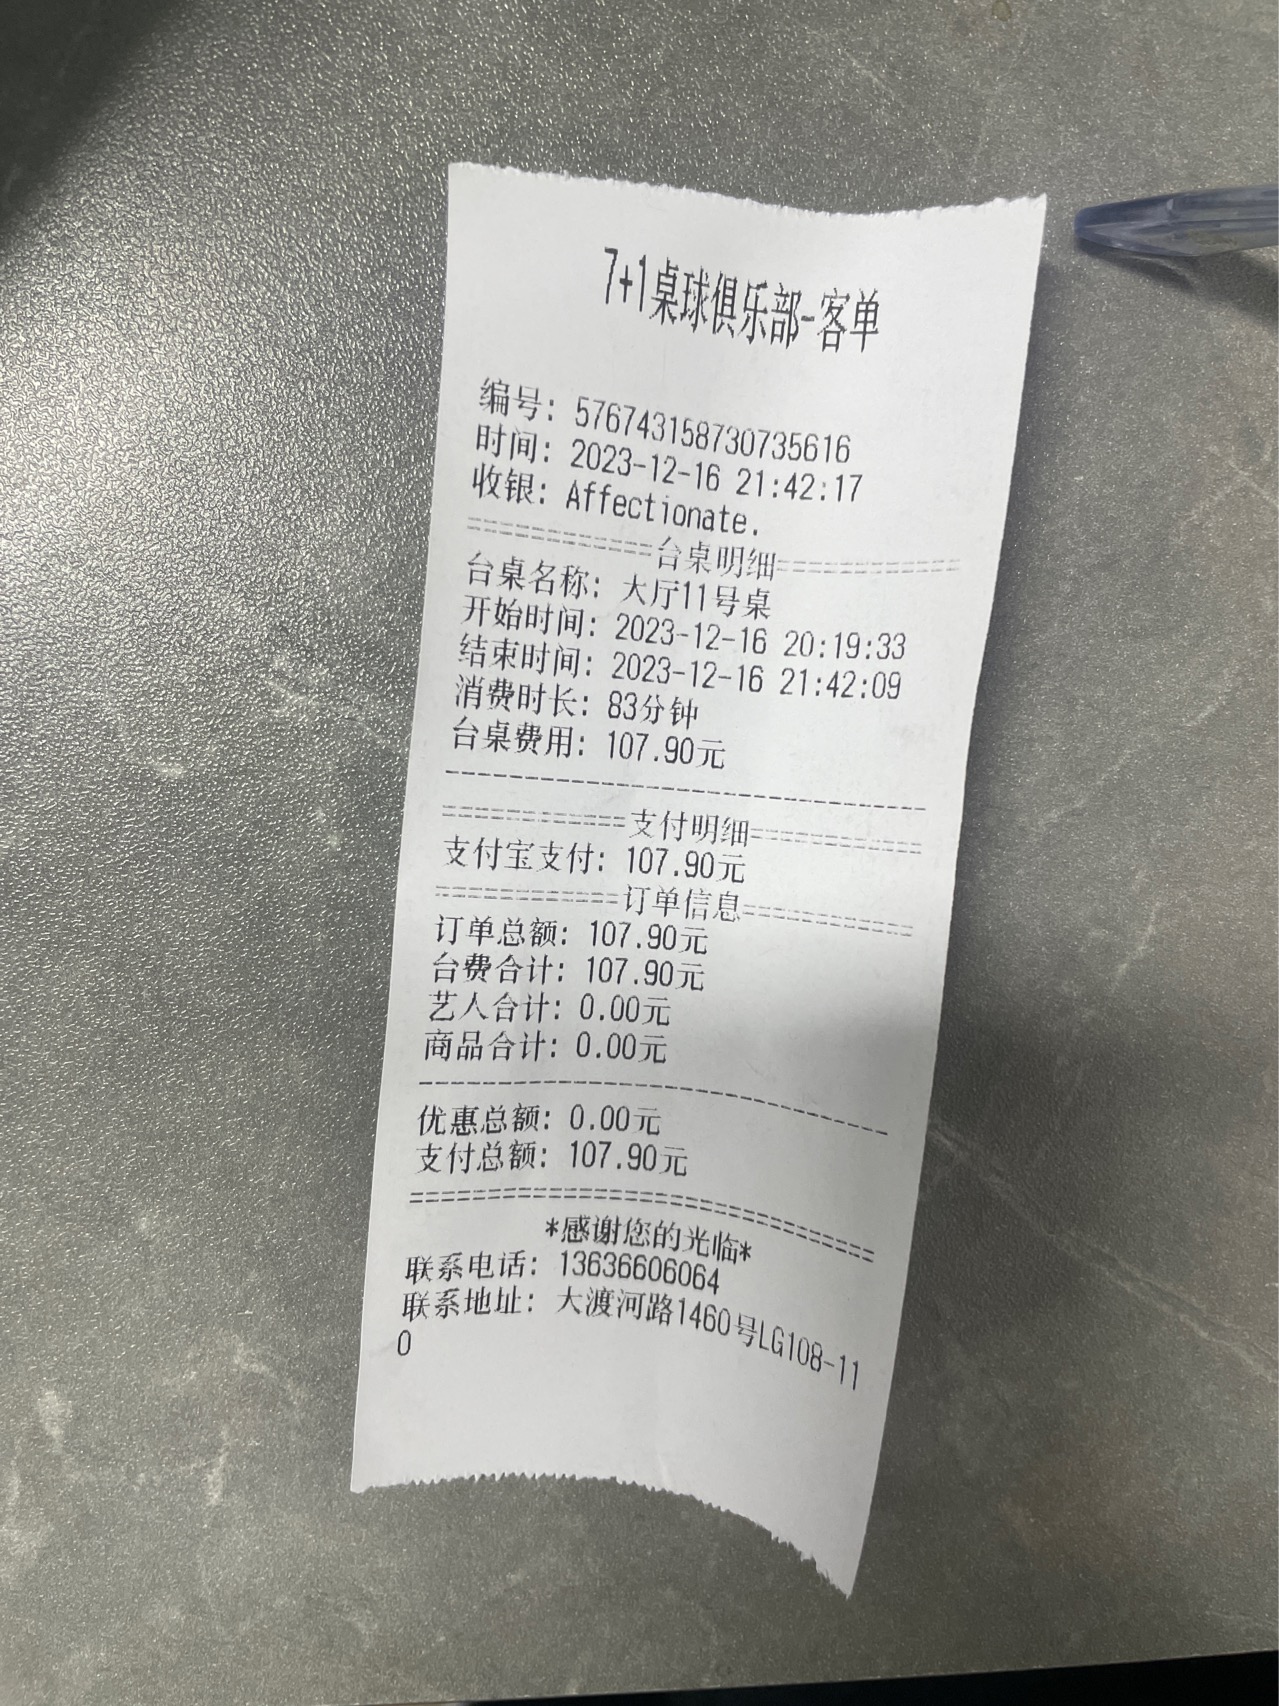 7+1桌球俱乐部-客单
编号: 576743158730735616
时间: 2023-12-16 21:42:17
收银: Affectionate.
============台桌明细============
台桌名称: 大厅11号桌
开始时间: 2023-12-16 20:19:33
结束时间: 2023-12-16 21:42:09
消费时长: 83分钟
台桌费用: 107.90元
--------------------------------
============支付明细============
支付宝支付: 107.90元
============订单信息============
订单总额: 107.90元
台费合计: 107.90元
艺人合计: 0.00元
商品合计: 0.00元
--------------------------------
优惠总额: 0.00元
支付总额: 107.90元
================================
*感谢您的光临*
联系电话: 13636606064
联系地址: 大渡河路1460号LG108-11
0